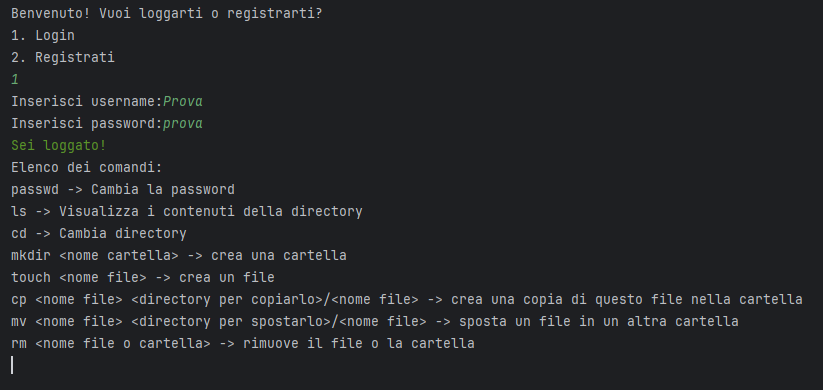 Benvenuto! Vuoi loggarti o registrarti?
1. Login
2. Registrati
1
Inserisci username:Prova
Inserisci password:prova
Sei loggato!
Elenco dei comandi:
passwd -> Cambia la password
ls -> Visualizza i contenuti della directory
cd -> Cambia directory
mkdir <nome cartella> -> crea una cartella
touch <nome file> -> crea un file
cp <nome file> <directory per copiarlo>/<nome file> -> crea una copia di questo file nella cartella
mv <nome file> <directory per spostarlo>/<nome file> -> sposta un file in un altra cartella
rm <nome file o cartella> -> rimuove il file o la cartella